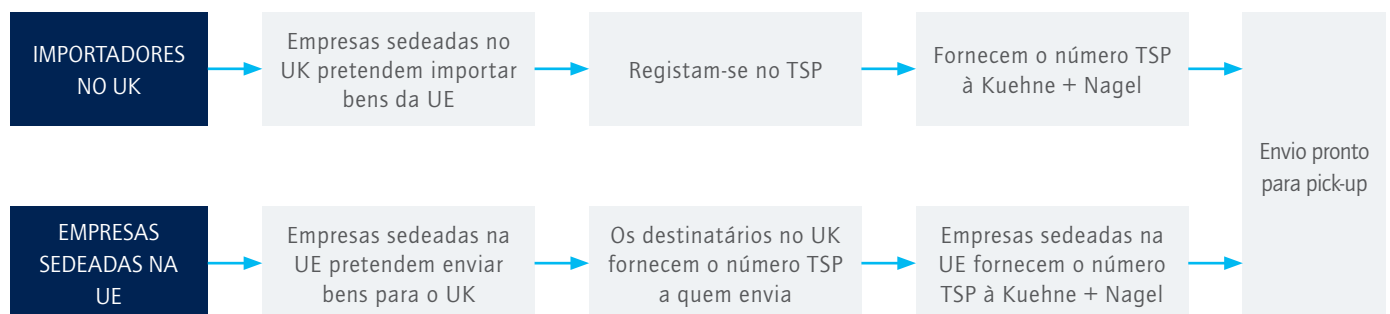 IMPORTADORES
NO UK
Empresas sedeadas no
UK pretendem importar
bens da UE
Registam-se no TSP
Fornecem o número TSP
à Kuehne + Nagel
Envio pronto
para pick-up
EMPRESAS
SEDEADAS NA
UE
Empresas sedeadas na
UE pretendem enviar
bens para o UK
Os destinatários no UK
fornecem o número TSP
a quem envia
Empresas sedeadas na
UE fornecem o número
TSP à Kuehne + Nagel